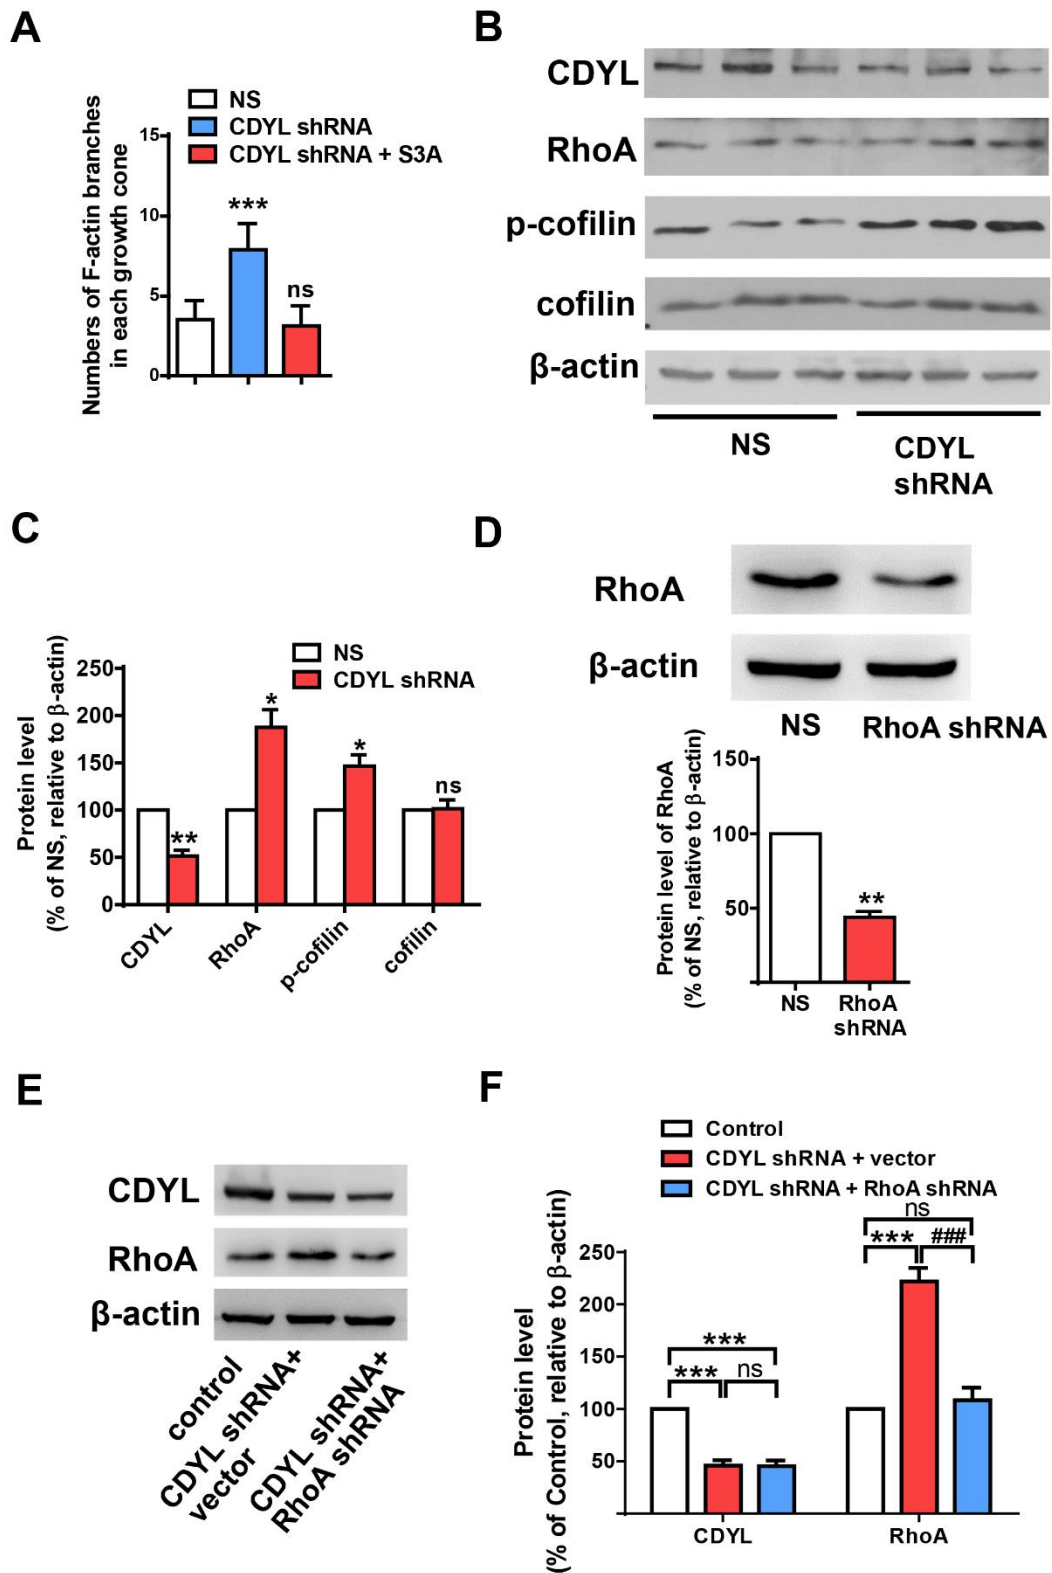 A
NS
CDYL shRNA
CDYL shRNA + S3A
Numbers of F-actin branches
in each growth cone
15
10
5
0
***
ns
B
CDYL
RhoA
p-cofilin
cofilin
β-actin
NS
CDYL
shRNA
C
NS
CDYL shRNA
Protein level
(% of NS, relative to β-actin)
250
200
150
100
50
0
**
*
*
ns
CDYL
RhoA
p-cofilin
cofilin
D
RhoA
β-actin
NS
RhoA shRNA
Protein level of RhoA
(% of NS, relative to β-actin)
150
100
50
**
NS
RhoA
shRNA
E
CDYL
RhoA
β-actin
control
CDYL shRNA+
vector
CDYL shRNA+
RhoA shRNA
F
Control
CDYL shRNA + vector
CDYL shRNA + RhoA shRNA
Protein level
(% of Control, relative to β-actin)
250
200
150
100
50
***
***
ns
ns
***
###
CDYL
RhoA